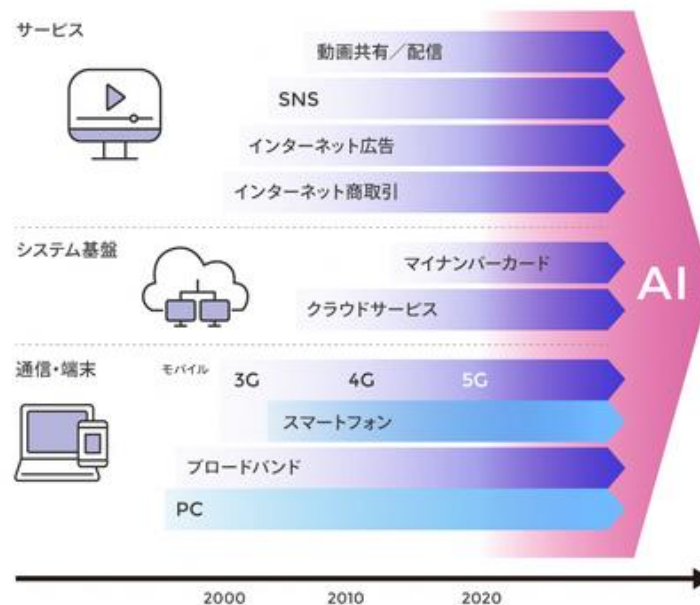 サービス
動画共有／配信
SNS
インターネット広告
インターネット商取引
システム基盤
マイナンバーカード
クラウドサービス
AI
通信・端末
モバイル 3G 4G 5G
スマートフォン
ブロードバンド
PC
2000 2010 2020